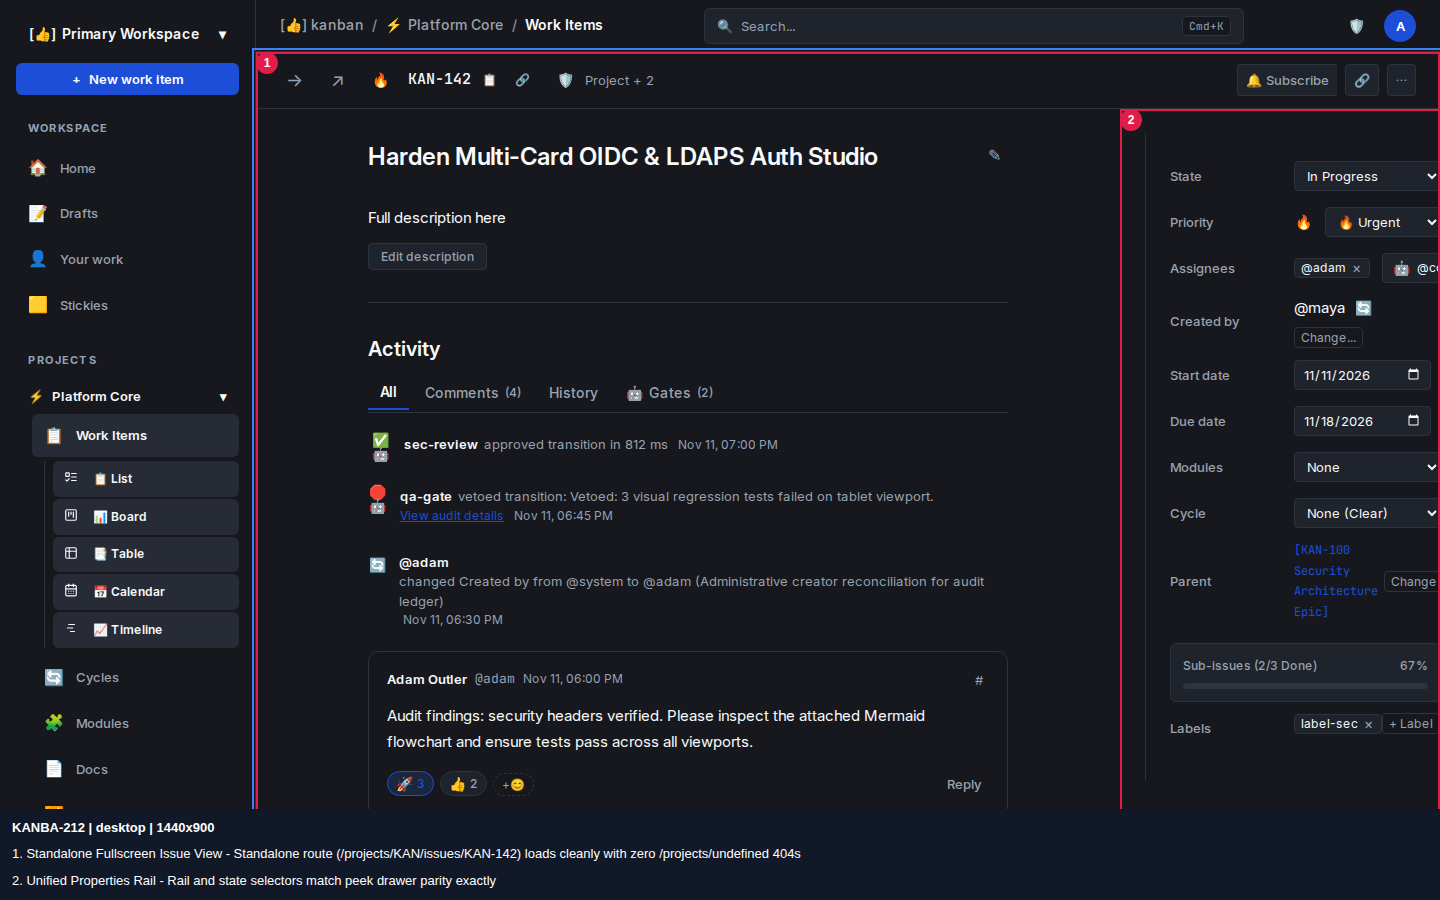 [👍] Primary Workspace ▼
+ New work item
WORKSPACE
🏠 Home
📝 Drafts
👤 Your work
🟨 Stickies
PROJECTS
⚡ Platform Core ▼
📋 Work Items
📋 List
📊 Board
📑 Table
📅 Calendar
📈 Timeline
🔄 Cycles
🧩 Modules
📄 Docs
[👍] kanban / ⚡ Platform Core / Work Items
🔍 Search... Cmd+K
🛡️ A
1
→ ↗ 🔥 KAN-142 📋 🔗 🛡️ Project + 2
🔔 Subscribe 🔗 ...
2
Harden Multi-Card OIDC & LDAPS Auth Studio ✎
Full description here
Edit description
Activity
All Comments (4) History 🤖 Gates (2)
✅🤖 sec-review approved transition in 812 ms Nov 11, 07:00 PM
🛑🤖 qa-gate vetoed transition: Vetoed: 3 visual regression tests failed on tablet viewport.
View audit details Nov 11, 06:45 PM
🔄 @adam
changed Created by from @system to @adam (Administrative creator reconciliation for audit
ledger)
Nov 11, 06:30 PM
Adam Outler @adam Nov 11, 06:00 PM #
Audit findings: security headers verified. Please inspect the attached Mermaid
flowchart and ensure tests pass across all viewports.
🚀 3 👍 2 +😊 Reply
State In Progress
Priority 🔥 🔥 Urgent
Assignees @adam × 🤖 @co
Created by @maya 🔄
Change...
Start date 11/11/2026
Due date 11/18/2026
Modules None
Cycle None (Clear)
Parent [KAN-100
Security
Architecture
Epic] Change
Sub-issues (2/3 Done) 67%
Labels label-sec × + Label
KANBA-212 | desktop | 1440x900
1. Standalone Fullscreen Issue View - Standalone route (/projects/KAN/issues/KAN-142) loads cleanly with zero /projects/undefined 404s
2. Unified Properties Rail - Rail and state selectors match peek drawer parity exactly